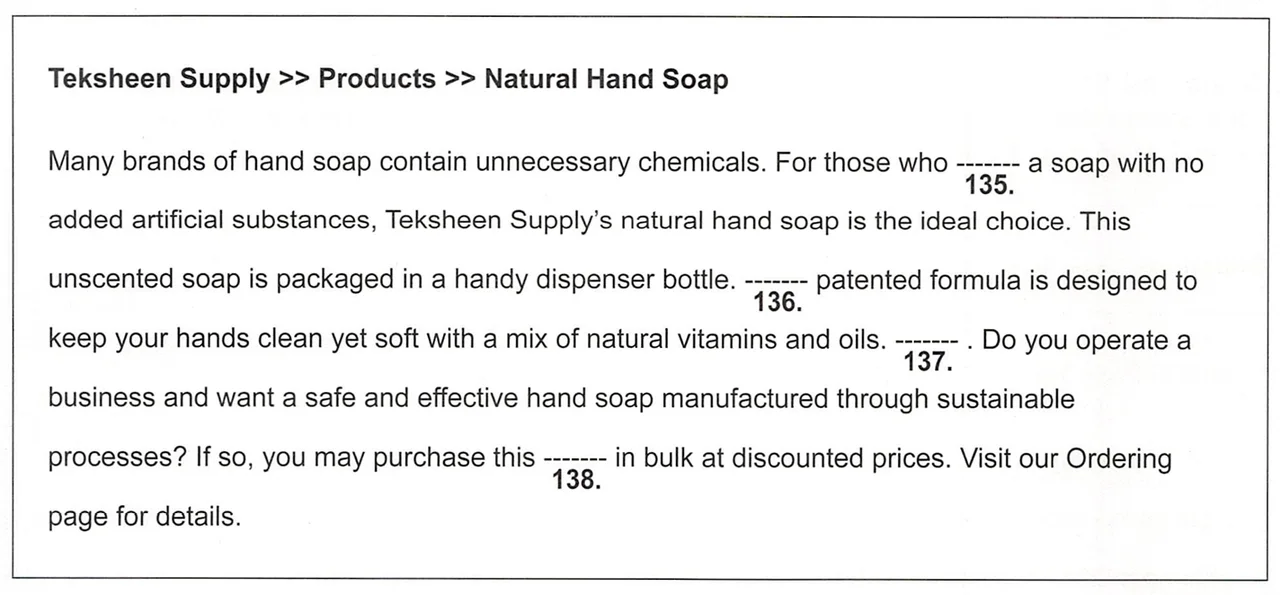 Teksheen Supply >> Products >> Natural Hand Soap
Many brands of hand soap contain unnecessary chemicals. For those who ------- a soap with no
135.
added artificial substances, Teksheen Supply’s natural hand soap is the ideal choice. This
unscented soap is packaged in a handy dispenser bottle. ------- patented formula is designed to
136.
keep your hands clean yet soft with a mix of natural vitamins and oils. ------- . Do you operate a
137.
business and want a safe and effective hand soap manufactured through sustainable
processes? If so, you may purchase this ------- in bulk at discounted prices. Visit our Ordering
138.
page for details.